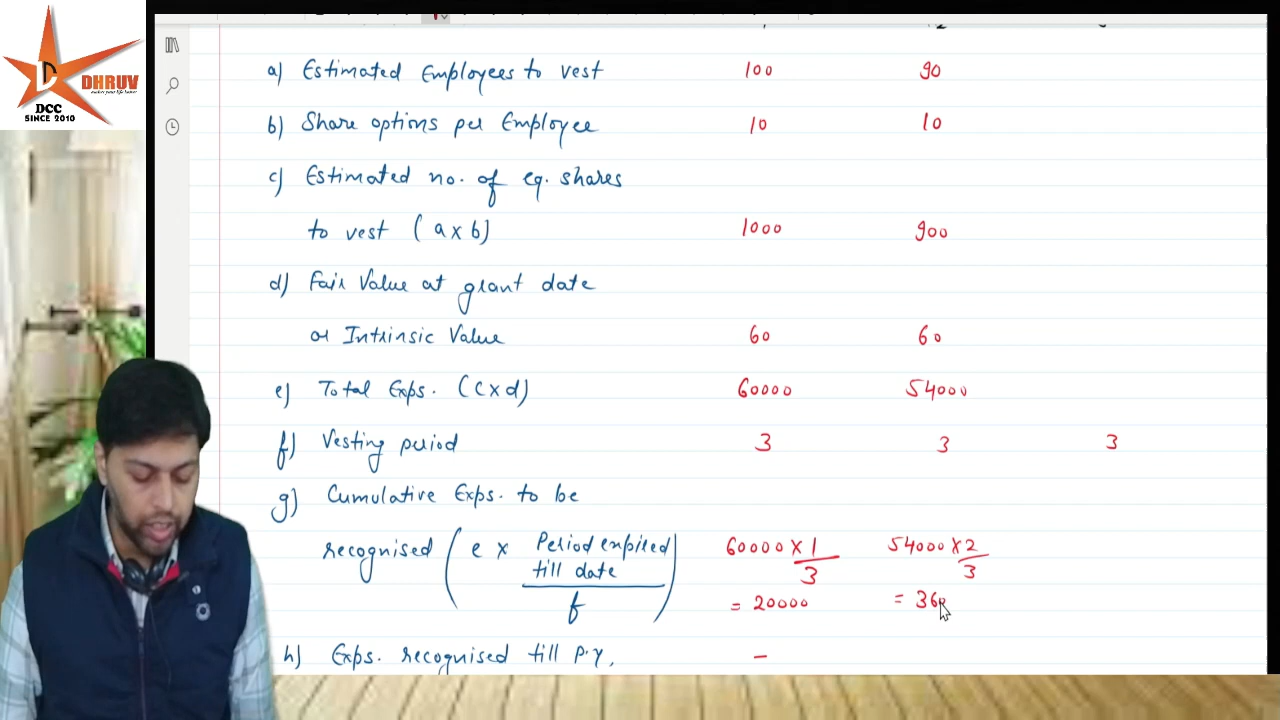 DHRUV
DCC
SINCE 2010
a) Estimated Employees to vest 100 90
b) Share options per Employee 10 10
c) Estimated no. of eq. shares
to vest (a x b) 1000 900
d) Fair Value at grant date
or Intrinsic Value 60 60
e) Total Exps. (c x d) 60000 54000
f) Vesting period 3 3 3
g) Cumulative Exps. to be
recognised ( e x Period expired till date / f ) 60000 x 1/3 54000 x 2/3
= 20000 = 360
h) Exps. recognised till P.Y. –